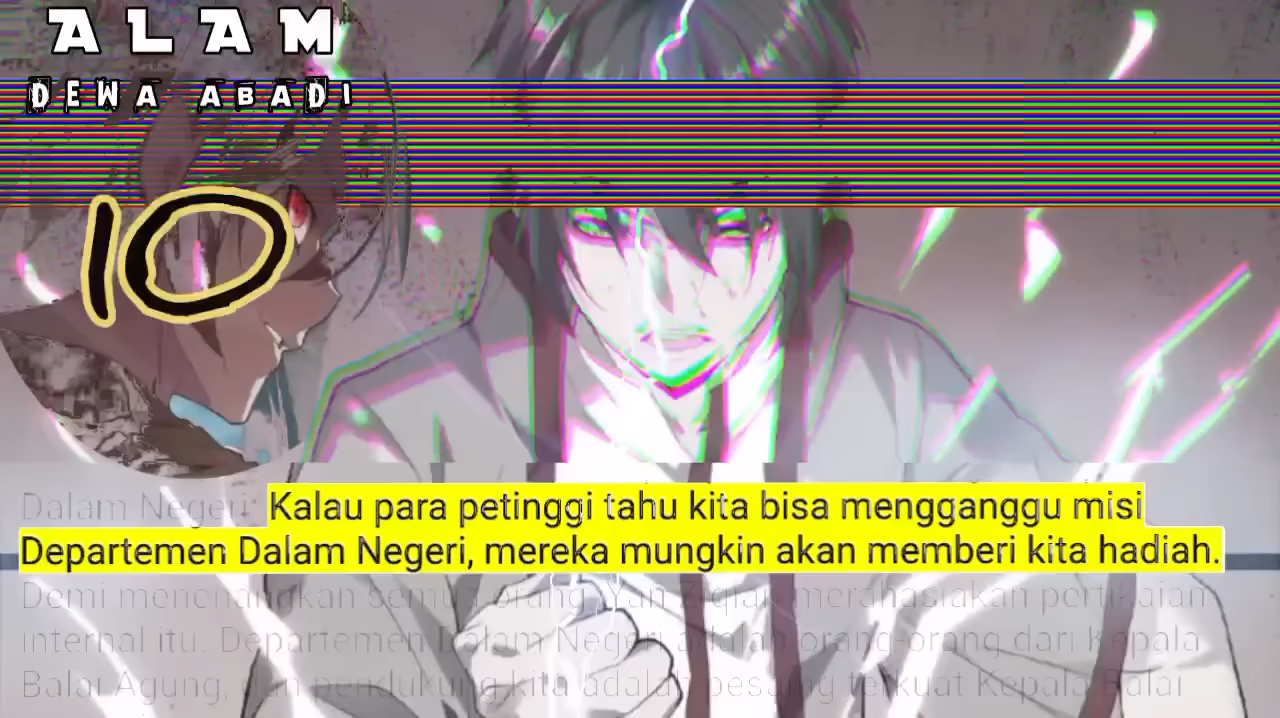 ALAM
DEWA ABADI
10
Dalam Negeri: Kalau para petinggi tahu kita bisa mengganggu misi
Departemen Dalam Negeri, mereka mungkin akan memberi kita hadiah.
Demi menenangkan semua orang, Yan Ziqian merahasiakan pertikaian
internal itu. Departemen Dalam Negeri adalah orang-orang dari Kepala
Balai Agung, dan pendukung kita adalah pesaing terkuat Kepala Balai